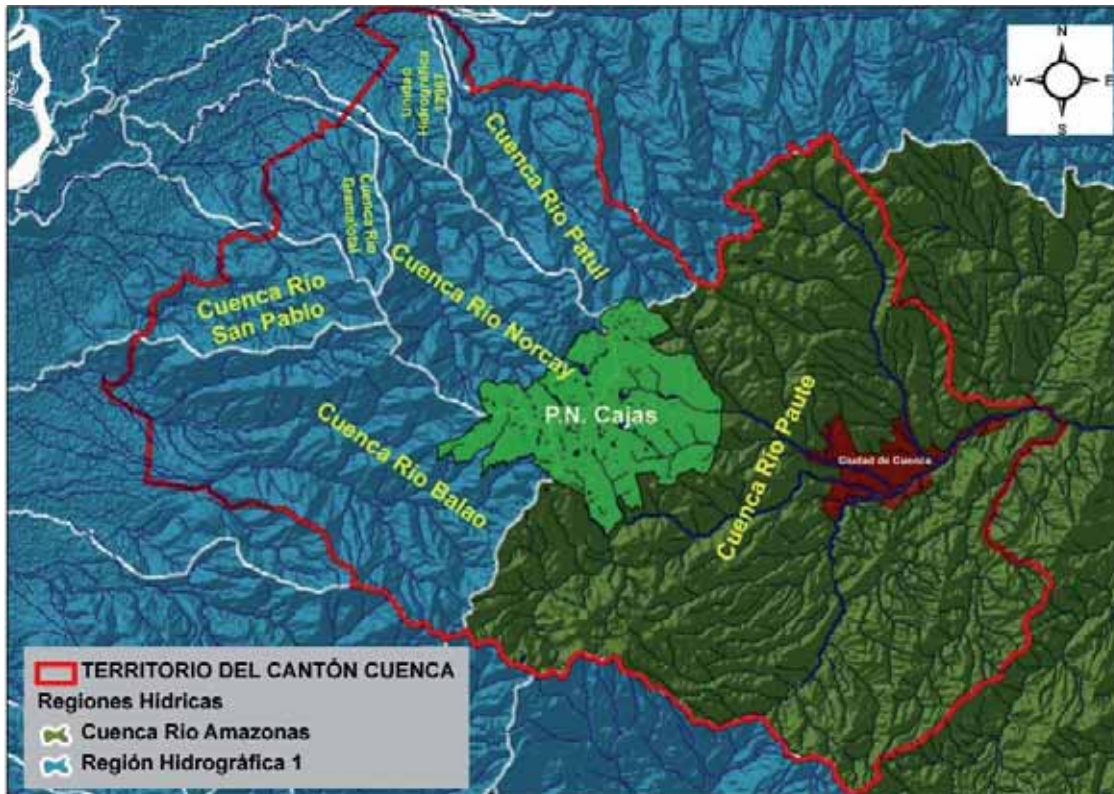 N
W E
S
Unidad
Hidrográfica
Cuenca Río Patul
Cuenca Río
Gramalotal
Cuenca Río Norcay
Cuenca Río
San Pablo
P.N. Cajas
Cuenca Río Balao
Cuenca Río Paute
Ciudad de Cuenca
TERRITORIO DEL CANTÓN CUENCA
Regiones Hídricas
Cuenca Río Amazonas
Región Hidrográfica 1